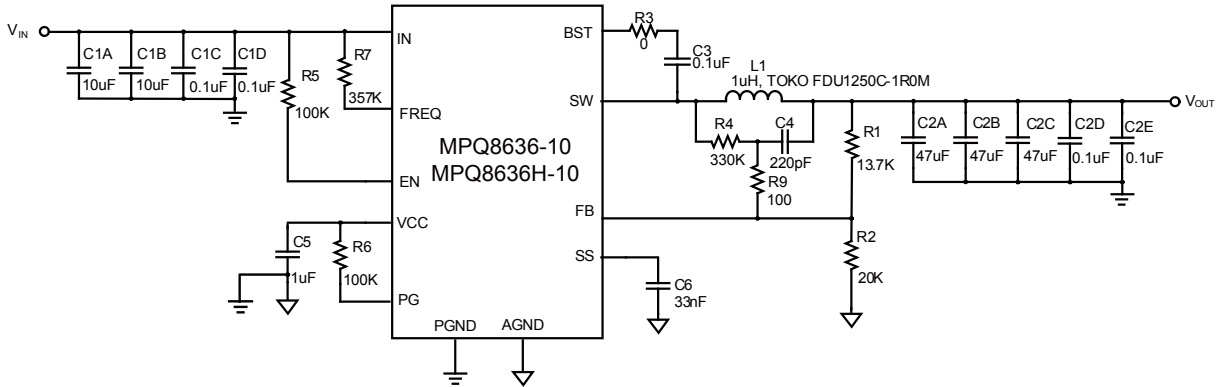 VIN
C1A
10uF
C1B
10uF
C1C
0.1uF
C1D
0.1uF
R5
100K
R7
357K
IN
FREQ
EN
VCC
PG
PGND
AGND
BST
SW
FB
SS
MPQ8636-10
MPQ8636H-10
C5
1uF
R6
100K
R3
0
C3
0.1uF
L1
1uH, TOKO FDU1250C-1R0M
R4
330K
C4
220pF
R9
100
R1
13.7K
R2
20K
C6
33nF
C2A
47uF
C2B
47uF
C2C
47uF
C2D
0.1uF
C2E
0.1uF
VOUT